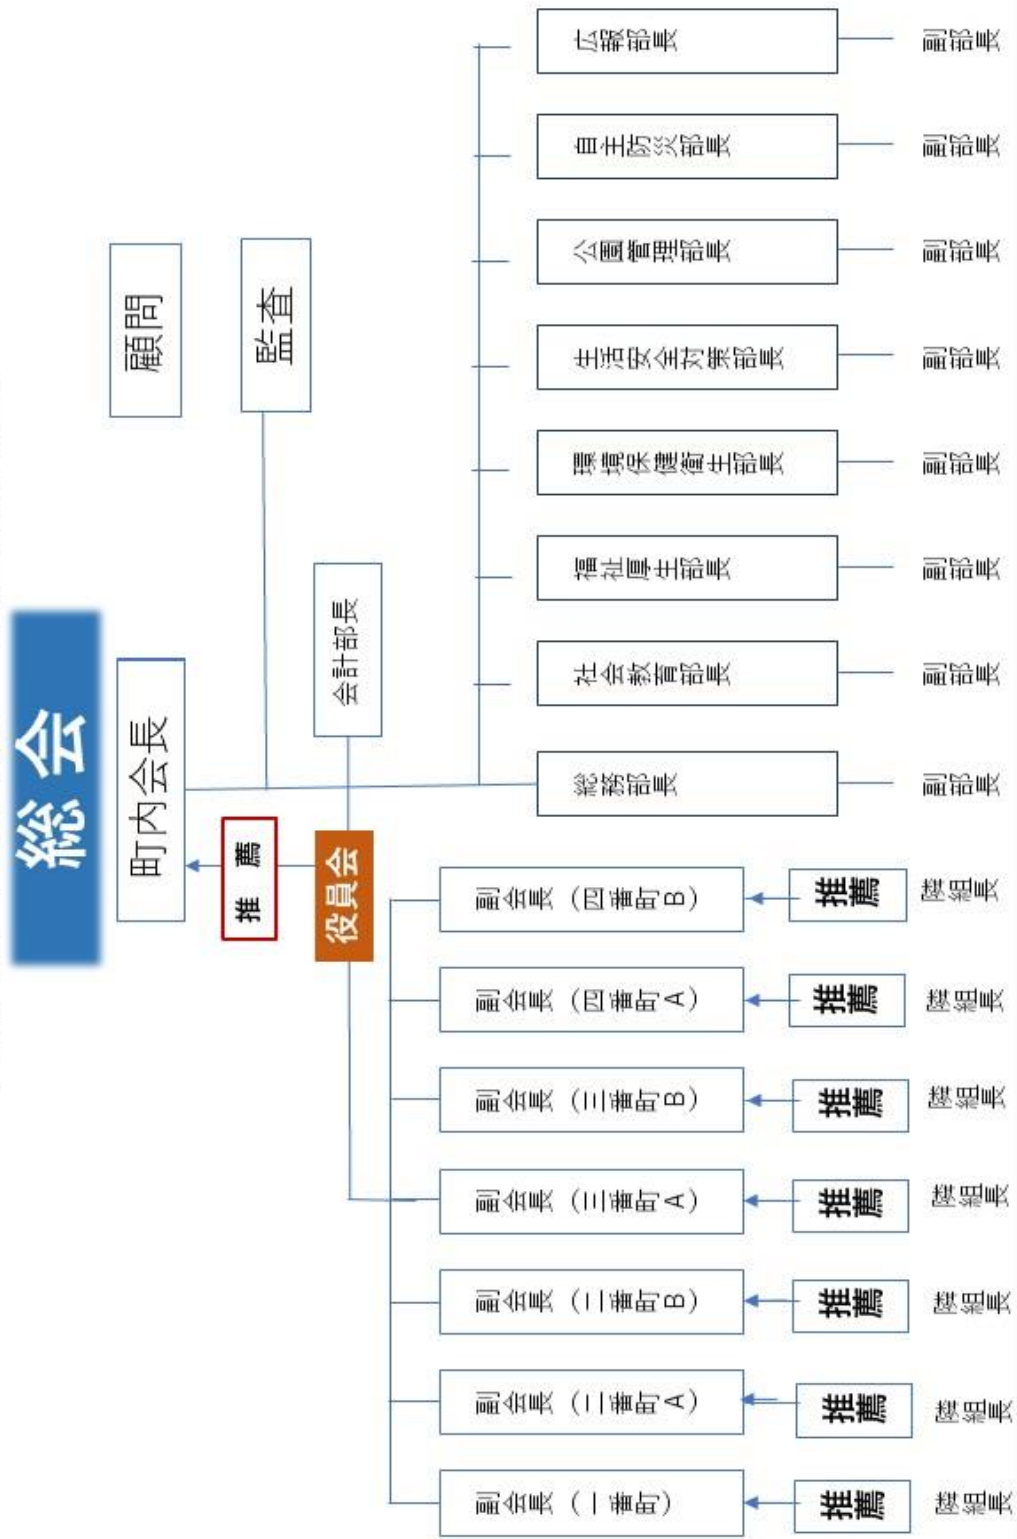 総会
町内会長
顧問
推 薦
監査
役員会
会計部長
副会長（一番町）
副会長（二番町A）
副会長（二番町B）
副会長（三番町A）
副会長（三番町B）
副会長（四番町A）
副会長（四番町B）
総務部長
社会教育部長
福祉厚生部長
環境保健衛生部長
生活安全対策部長
公園管理部長
自主防災部長
広報部長
推薦
推薦
推薦
推薦
推薦
推薦
推薦
隣組長
隣組長
隣組長
隣組長
隣組長
隣組長
隣組長
副部長
副部長
副部長
副部長
副部長
副部長
副部長
副部長